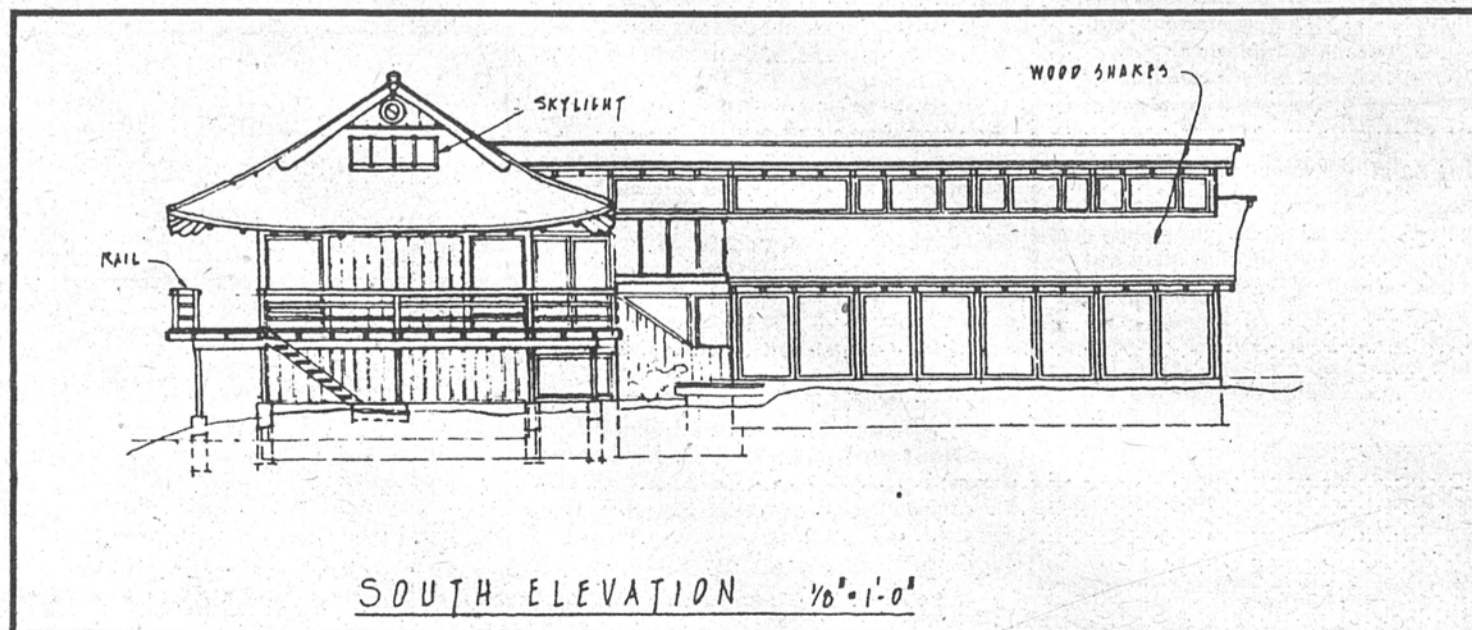 WOOD SHAKES
SKYLIGHT
RAIL
SOUTH ELEVATION 1/8" = 1'-0"